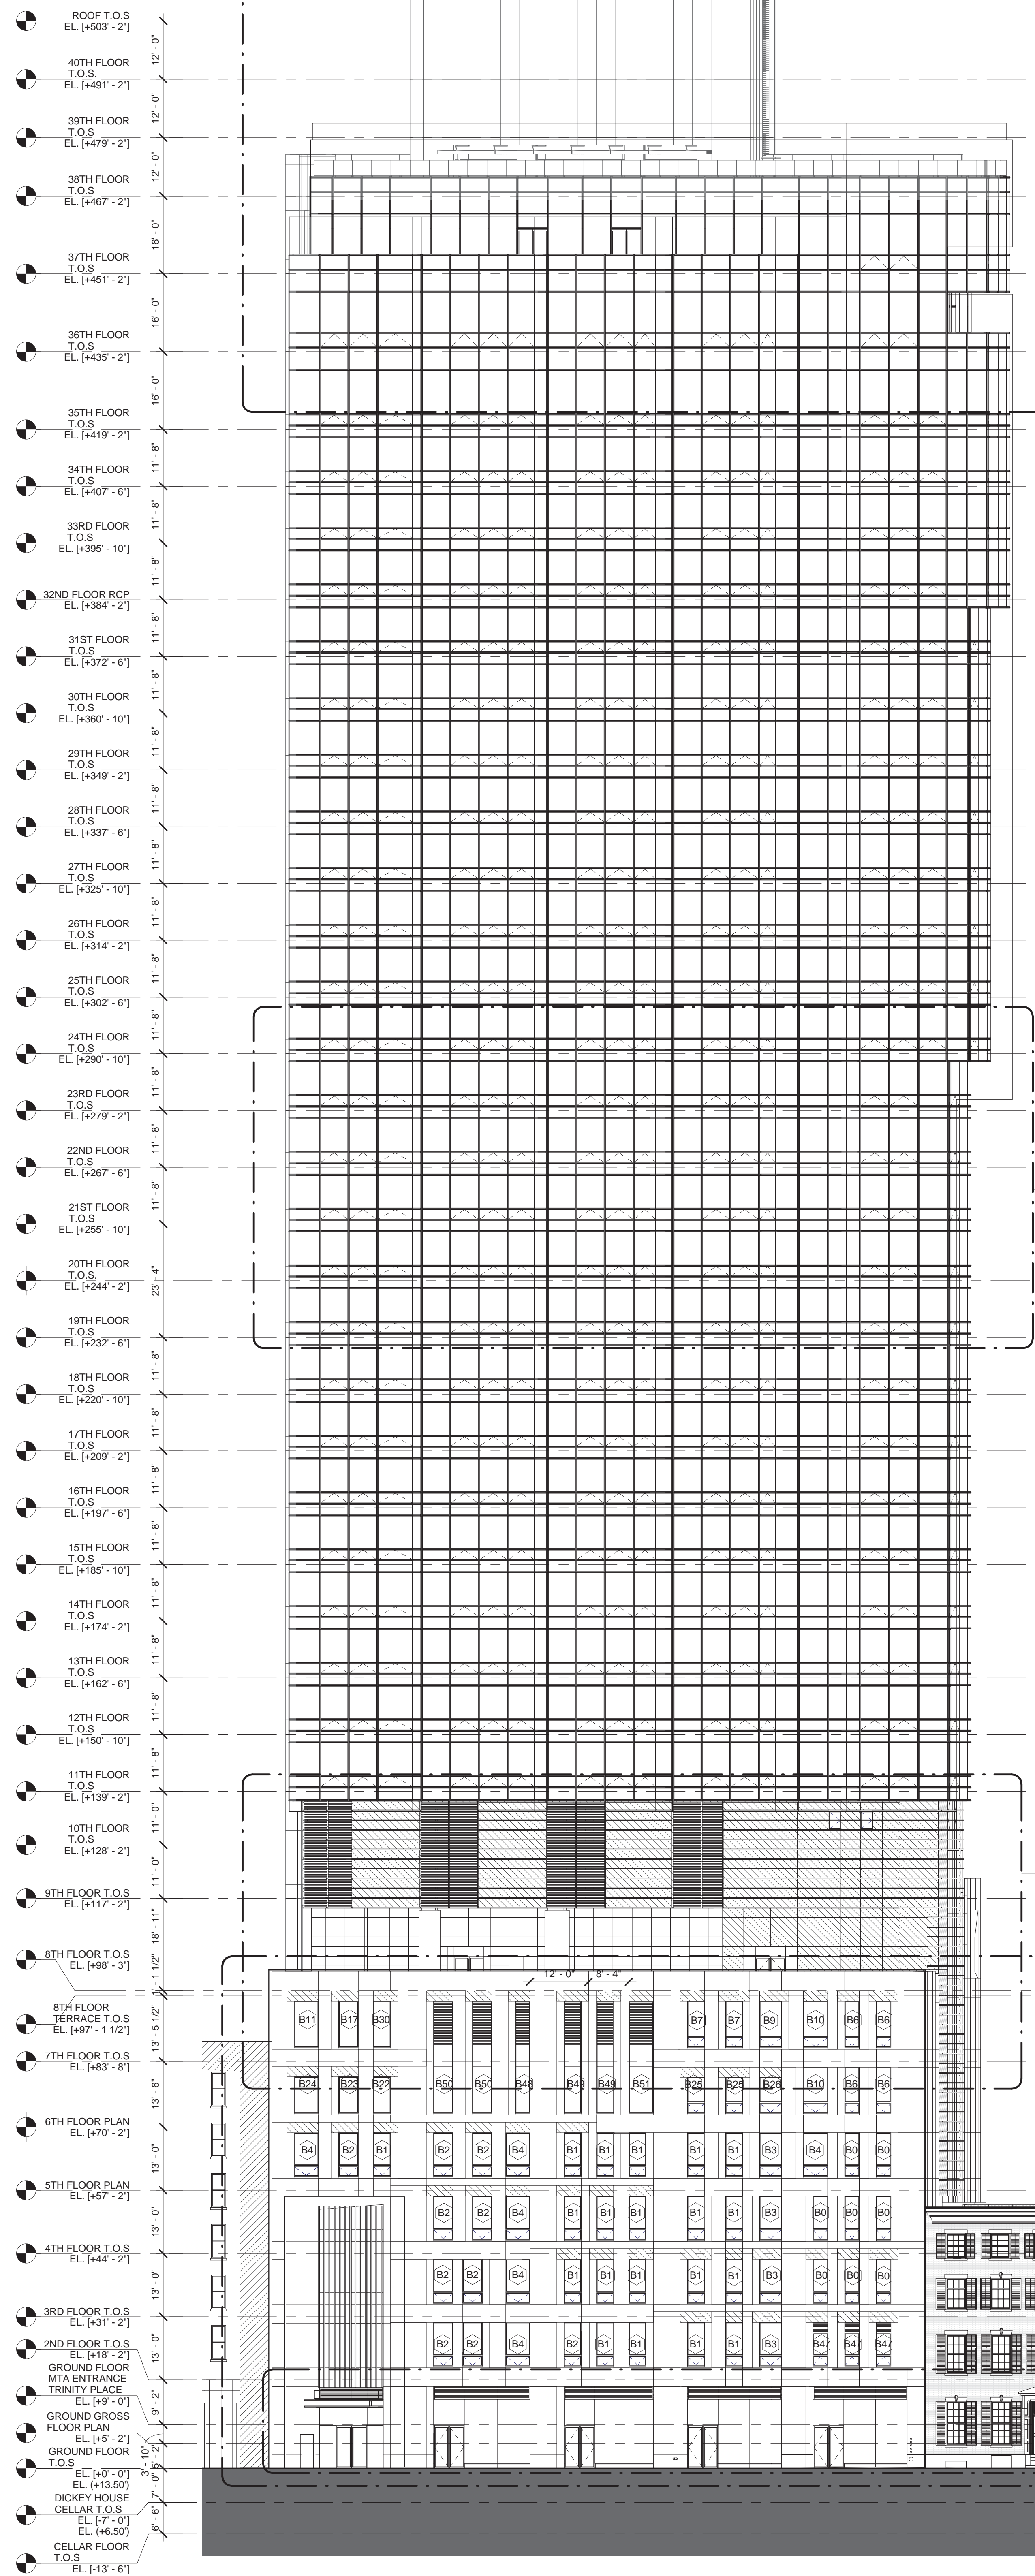 ROOF T.O.S
EL. [+503' - 2"]
12' - 0"
40TH FLOOR
T.O.S.
EL. [+491' - 2"]
12' - 0"
39TH FLOOR
T.O.S
EL. [+479' - 2"]
12' - 0"
38TH FLOOR
T.O.S
EL. [+467' - 2"]
16' - 0"
37TH FLOOR
T.O.S
EL. [+451' - 2"]
16' - 0"
36TH FLOOR
T.O.S
EL. [+435' - 2"]
16' - 0"
35TH FLOOR
T.O.S
EL. [+419' - 2"]
11' - 8"
34TH FLOOR
T.O.S
EL. [+407' - 6"]
11' - 8"
33RD FLOOR
T.O.S
EL. [+395' - 10"]
11' - 8"
32ND FLOOR RCP
EL. [+384' - 2"]
11' - 8"
31ST FLOOR
T.O.S
EL. [+372' - 6"]
11' - 8"
30TH FLOOR
T.O.S
EL. [+360' - 10"]
11' - 8"
29TH FLOOR
T.O.S
EL. [+349' - 2"]
11' - 8"
28TH FLOOR
T.O.S
EL. [+337' - 6"]
11' - 8"
27TH FLOOR
T.O.S
EL. [+325' - 10"]
11' - 8"
26TH FLOOR
T.O.S
EL. [+314' - 2"]
11' - 8"
25TH FLOOR
T.O.S
EL. [+302' - 6"]
11' - 8"
24TH FLOOR
T.O.S
EL. [+290' - 10"]
11' - 8"
23RD FLOOR
T.O.S
EL. [+279' - 2"]
11' - 8"
22ND FLOOR
T.O.S
EL. [+267' - 6"]
11' - 8"
21ST FLOOR
T.O.S
EL. [+255' - 10"]
20TH FLOOR
T.O.S.
EL. [+244' - 2"]
23' - 4"
19TH FLOOR
T.O.S
EL. [+232' - 6"]
11' - 8"
18TH FLOOR
T.O.S
EL. [+220' - 10"]
11' - 8"
17TH FLOOR
T.O.S
EL. [+209' - 2"]
11' - 8"
16TH FLOOR
T.O.S
EL. [+197' - 6"]
11' - 8"
15TH FLOOR
T.O.S
EL. [+185' - 10"]
11' - 8"
14TH FLOOR
T.O.S
EL. [+174' - 2"]
11' - 8"
13TH FLOOR
T.O.S
EL. [+162' - 6"]
11' - 8"
12TH FLOOR
T.O.S
EL. [+150' - 10"]
11' - 8"
11TH FLOOR
T.O.S
EL. [+139' - 2"]
11' - 0"
10TH FLOOR
T.O.S
EL. [+128' - 2"]
11' - 0"
9TH FLOOR T.O.S
EL. [+117' - 2"]
18' - 11"
8TH FLOOR T.O.S
EL. [+98' - 3"]
1' - 1 1/2"
12' - 0" 8' - 4"
8TH FLOOR
TERRACE T.O.S
EL. [+97' - 1 1/2"]
13' - 5 1/2"
B11 B17 B30 B7 B7 B9 B10 B6 B6
7TH FLOOR T.O.S
EL. [+83' - 8"]
13' - 6"
B24 B23 B22 B50 B50 B48 B49 B49 B51 B25 B25 B26 B10 B6 B6
6TH FLOOR PLAN
EL. [+70' - 2"]
13' - 0"
B4 B2 B1 B2 B2 B4 B1 B1 B1 B1 B1 B3 B4 B0 B0
5TH FLOOR PLAN
EL. [+57' - 2"]
13' - 0"
B2 B2 B4 B1 B1 B1 B1 B1 B3 B0 B0 B0
4TH FLOOR T.O.S
EL. [+44' - 2"]
13' - 0"
B2 B2 B4 B1 B1 B1 B1 B1 B3 B0 B0 B0
3RD FLOOR T.O.S
EL. [+31' - 2"]
13' - 0"
B2 B2 B4 B2 B1 B1 B1 B1 B3 B47 B47 B47
2ND FLOOR T.O.S
EL. [+18' - 2"]
9' - 2"
GROUND FLOOR
MTA ENTRANCE
TRINITY PLACE
EL. [+9' - 0"]
3' - 10"
GROUND GROSS
FLOOR PLAN
EL. [+5' - 2"]
5' - 2"
GROUND FLOOR
T.O.S
EL. [+0' - 0"]
EL. (+13.50')
7' - 0"
DICKEY HOUSE
CELLAR T.O.S
EL. [-7' - 0"]
EL. (+6.50')
6' - 6"
CELLAR FLOOR
T.O.S
EL. [-13' - 6"]